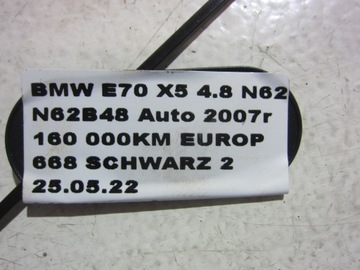 BMW E70 X5 4.8 N62
N62B48 Auto 2007r
160 000KM EUROP
668 SCHWARZ 2
25.05.22